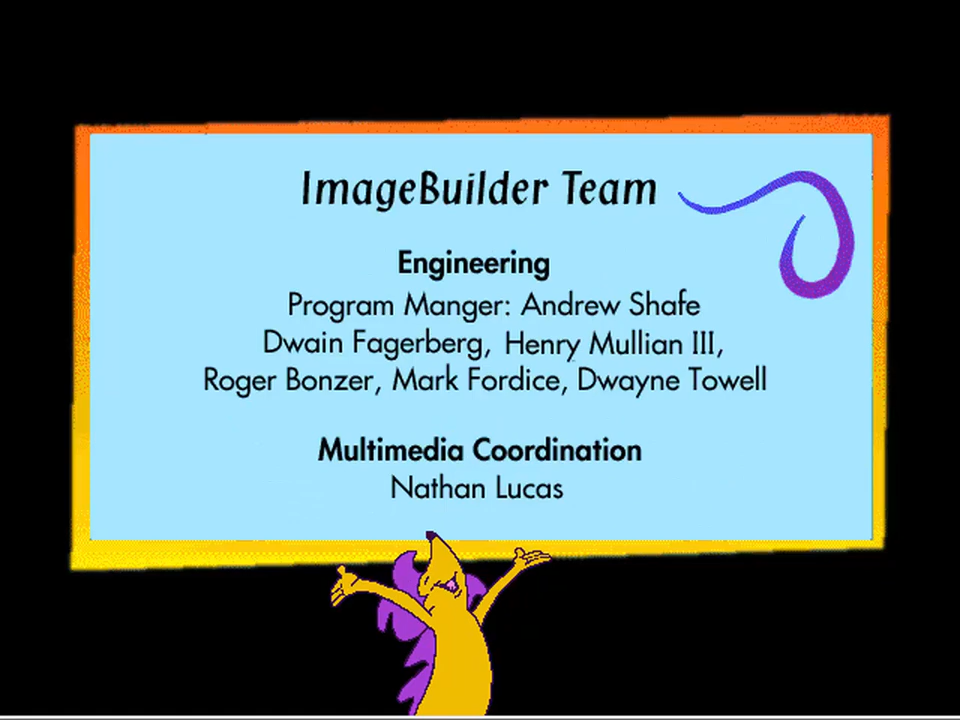 ImageBuilder Team
Engineering
Program Manger: Andrew Shafe
Dwain Fagerberg, Henry Mullian III,
Roger Bonzer, Mark Fordice, Dwayne Towell
Multimedia Coordination
Nathan Lucas